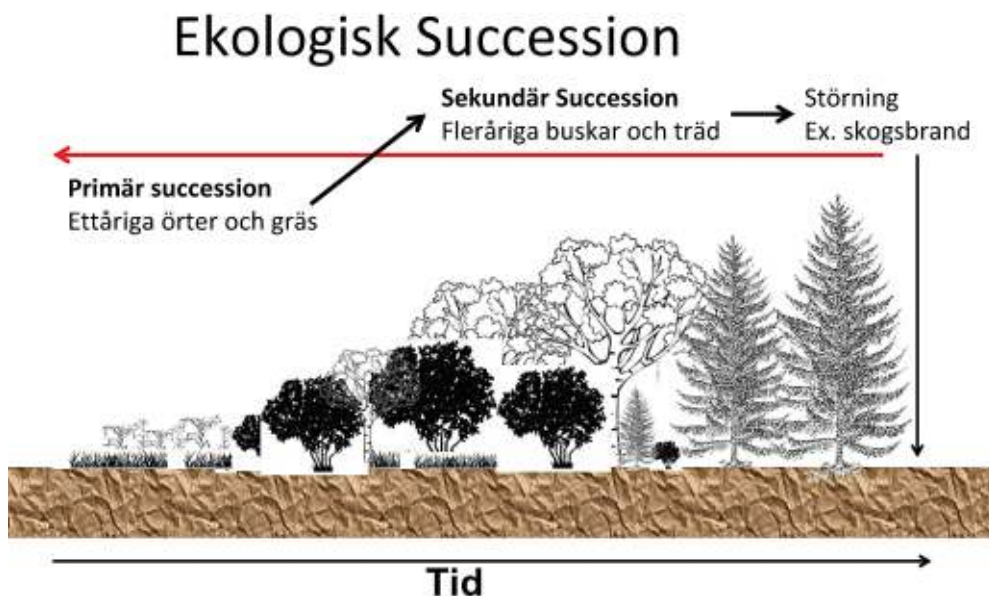 Ekologisk Succession
Sekundär Succession
Fleråriga buskar och träd
Störning
Ex. skogsbrand
Primär succession
Ettåriga örter och gräs
Tid